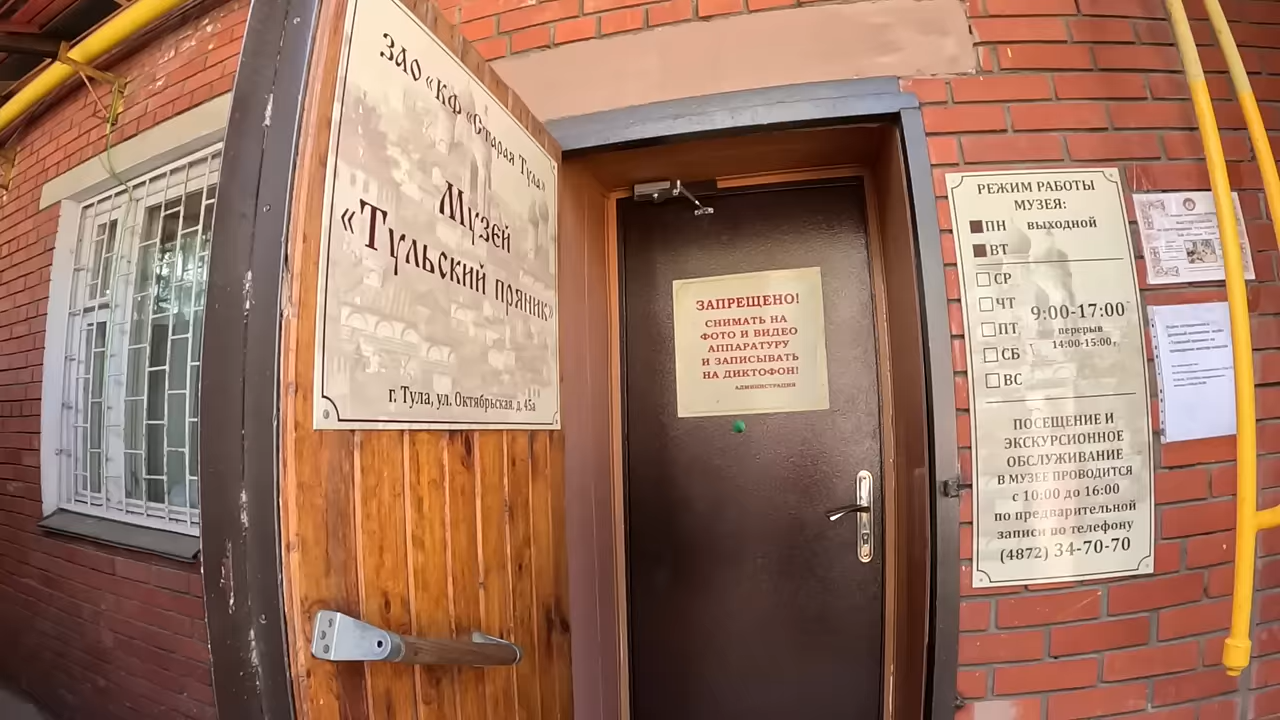 ЗАО «КФ «Старая Тула»
Музей
«Тульский пряник»
г. Тула, ул. Октябрьская, д. 45а
ЗАПРЕЩЕНО!
СНИМАТЬ НА
ФОТО И ВИДЕО
АППАРАТУРУ
И ЗАПИСЫВАТЬ
НА ДИКТОФОН!
АДМИНИСТРАЦИЯ
РЕЖИМ РАБОТЫ
МУЗЕЯ:
ПН ВЫХОДНОЙ
ВТ
СР
ЧТ 9:00-17:00
ПТ перерыв
14:00-15:00
СБ
ВС
ПОСЕЩЕНИЕ И
ЭКСКУРСИОННОЕ
ОБСЛУЖИВАНИЕ
В МУЗЕЕ ПРОВОДИТСЯ
с 10:00 до 16:00
по предварительной
записи по телефону
(4872) 34-70-70